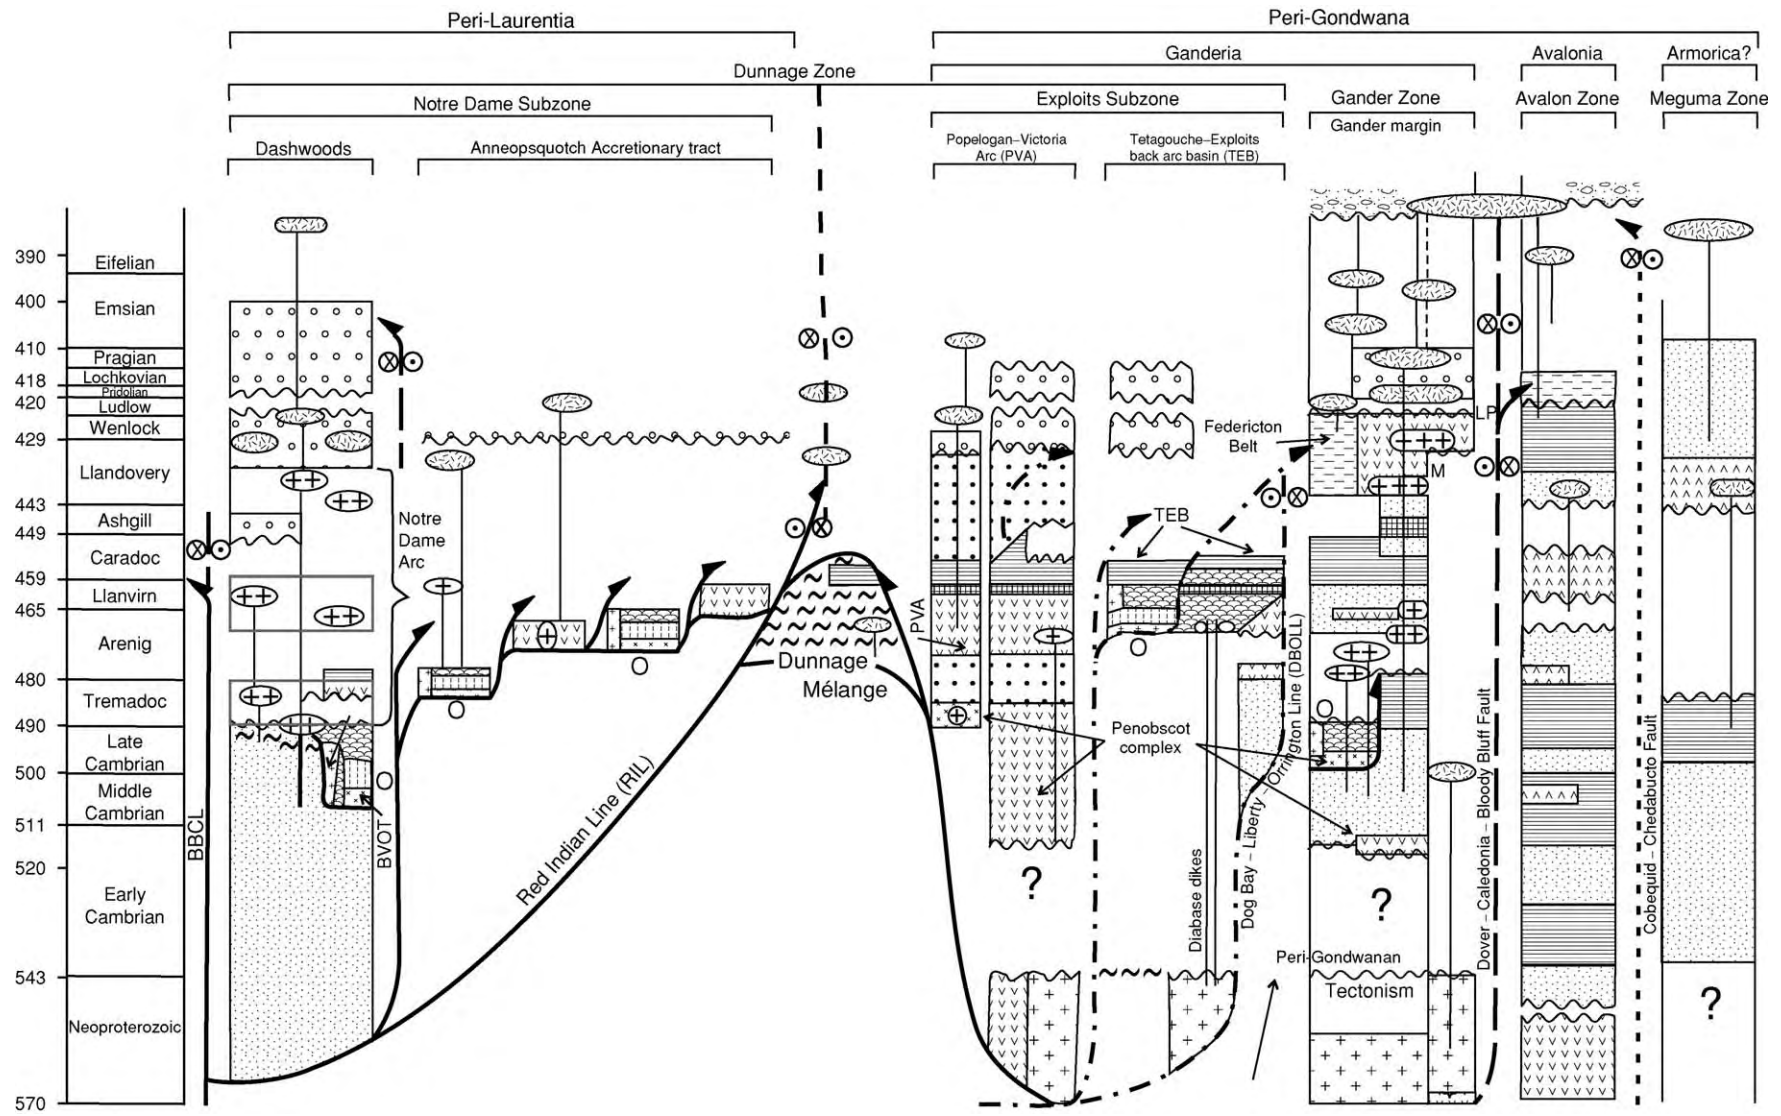 Peri-Laurentia
Peri-Gondwana
Ganderia
Avalonia
Armorica?
Dunnage Zone
Notre Dame Subzone
Exploits Subzone
Gander Zone
Avalon Zone
Meguma Zone
Gander margin
Dashwoods
Anneopsquotch Accretionary tract
Popelogan–Victoria
Arc (PVA)
Tetagouche–Exploits
back arc basin (TEB)
390
Eifelian
400
Emsian
410
Pragian
Lochkovian
418
Pridolian
420
Ludlow
Wenlock
429
Llandovery
443
Ashgill
449
Caradoc
459
Llanvirn
465
Arenig
480
Tremadoc
490
Late
Cambrian
500
Middle
Cambrian
511
520
Early
Cambrian
543
Neoproterozoic
570
BBCL
BVOT
O
Notre
Dame
Arc
O
O
Red Indian Line (RIL)
Dunnage
Mélange
PVA
TEB
O
Penobscot
complex
?
Diabase dikes
Dog Bay – Liberty – Orrington Line (DBOLL)
Federicton
Belt
LP
M
O
?
Peri-Gondwanan
Tectonism
Dover – Caledonia – Bloody Bluff Fault
Cobequid – Chedabucto Fault
?